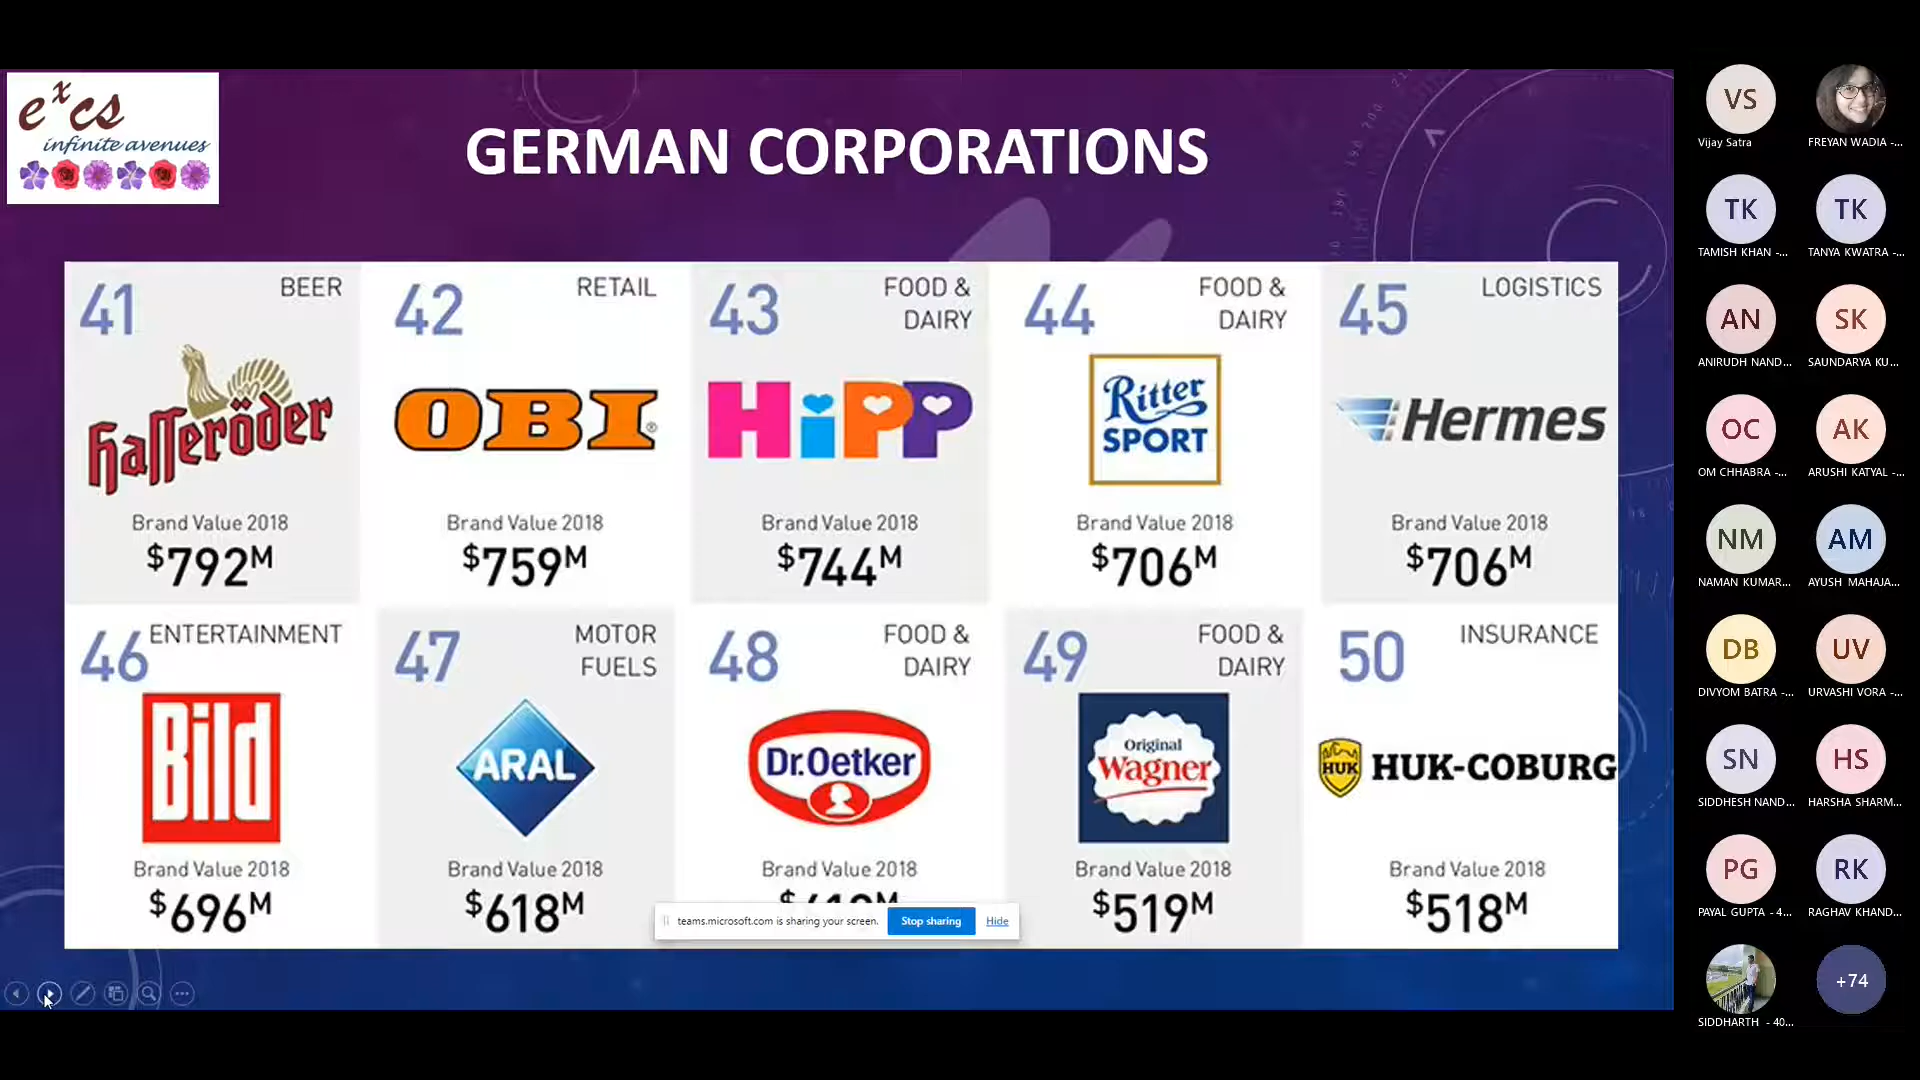 excs
infinite avenues
GERMAN CORPORATIONS
41 BEER
Hasseröder
Brand Value 2018
$792M
42 RETAIL
OBI®
Brand Value 2018
$759M
43 FOOD &
DAIRY
HiPP
Brand Value 2018
$744M
44 FOOD &
DAIRY
Ritter
SPORT
Brand Value 2018
$706M
45 LOGISTICS
Hermes
Brand Value 2018
$706M
46 ENTERTAINMENT
Bild
Brand Value 2018
$696M
47 MOTOR
FUELS
ARAL
Brand Value 2018
$618M
48 FOOD &
DAIRY
Dr.Oetker
Brand Value 2018
49 FOOD &
DAIRY
Original
Wagner
Brand Value 2018
$519M
50 INSURANCE
HUK HUK-COBURG
Brand Value 2018
$518M
teams.microsoft.com is sharing your screen. Stop sharing Hide
VS
Vijay Satra
FREYAN WADIA -...
TK
TAMISH KHAN -...
TK
TANYA KWATRA -...
AN
ANIRUDH NAND...
SK
SAUNDARYA KU...
OC
OM CHHABRA -...
AK
ARUSHI KATYAL -...
NM
NAMAN KUMAR...
AM
AYUSH MAHAJA...
DB
DIVYOM BATRA -...
UV
URVASHI VORA -...
SN
SIDDHESH NAND...
HS
HARSHA SHARM...
PG
PAYAL GUPTA - 4...
RK
RAGHAV KHAND...
SIDDHARTH - 40...
+74